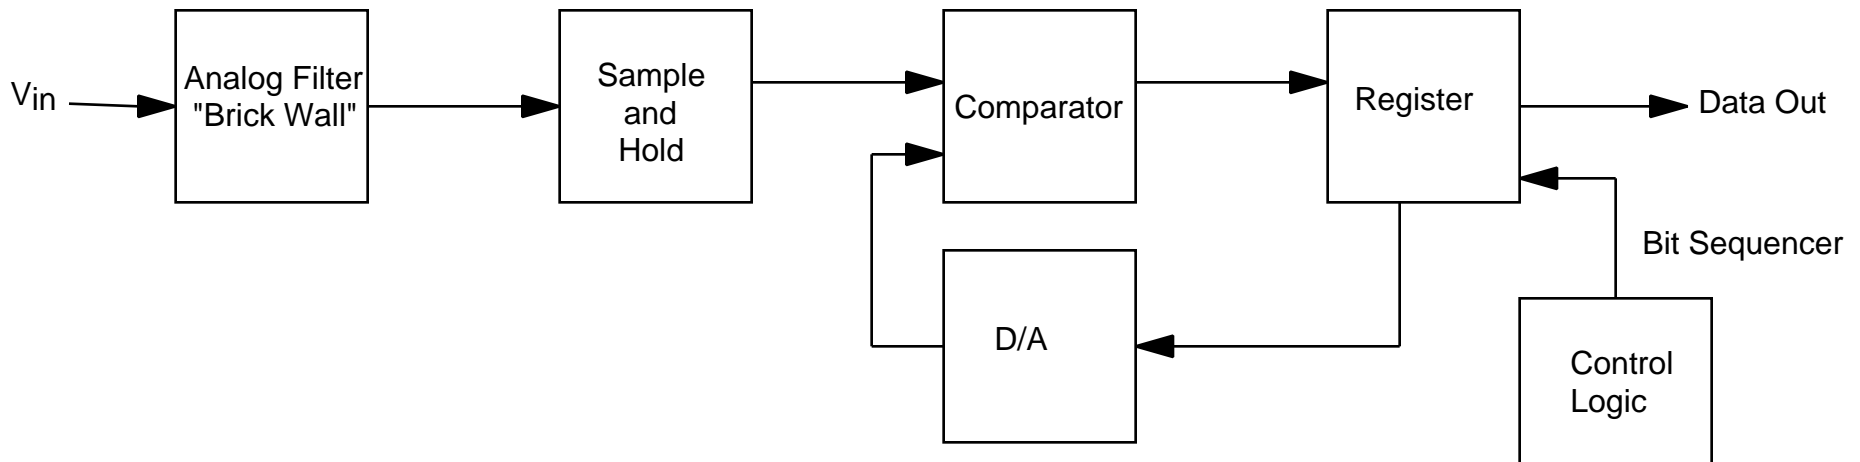 Vin
Analog Filter
"Brick Wall"
Sample
and
Hold
Comparator
Register
Data Out
Bit Sequencer
D/A
Control
Logic